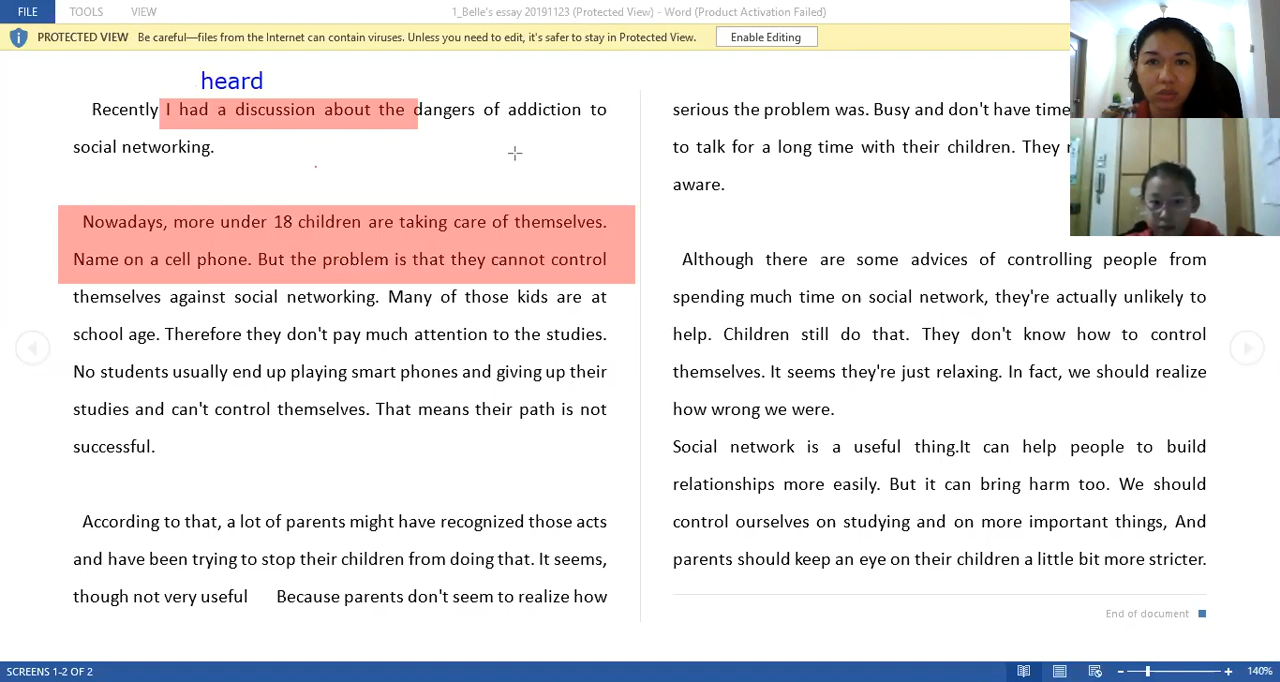 FILE TOOLS VIEW 1_Belle's essay 20191123 (Protected View) - Word (Product Activation Failed)
PROTECTED VIEW Be careful—files from the Internet can contain viruses. Unless you need to edit, it's safer to stay in Protected View. Enable Editing
heard
Recently I had a discussion about the dangers of addiction to
social networking.
Nowadays, more under 18 children are taking care of themselves.
Name on a cell phone. But the problem is that they cannot control
themselves against social networking. Many of those kids are at
school age. Therefore they don't pay much attention to the studies.
No students usually end up playing smart phones and giving up their
studies and can't control themselves. That means their path is not
successful.
According to that, a lot of parents might have recognized those acts
and have been trying to stop their children from doing that. It seems,
though not very useful Because parents don't seem to realize how
serious the problem was. Busy and don't have time
to talk for a long time with their children. They
aware.
Although there are some advices of controlling people from
spending much time on social network, they're actually unlikely to
help. Children still do that. They don't know how to control
themselves. It seems they're just relaxing. In fact, we should realize
how wrong we were.
Social network is a useful thing.It can help people to build
relationships more easily. But it can bring harm too. We should
control ourselves on studying and on more important things, And
parents should keep an eye on their children a little bit more stricter.
End of document
SCREENS 1-2 OF 2 140%